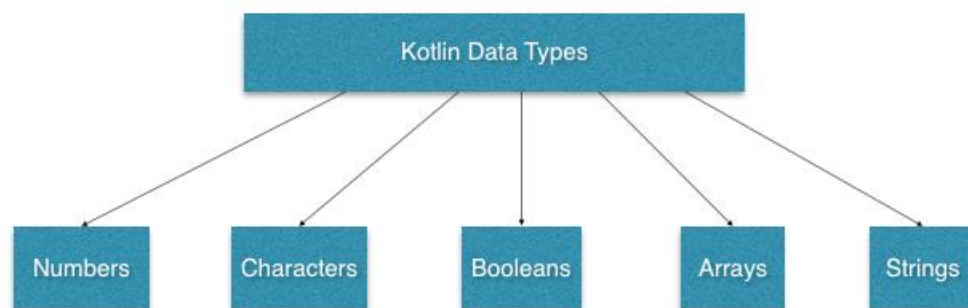 Kotlin Data Types
Numbers
Characters
Booleans
Arrays
Strings